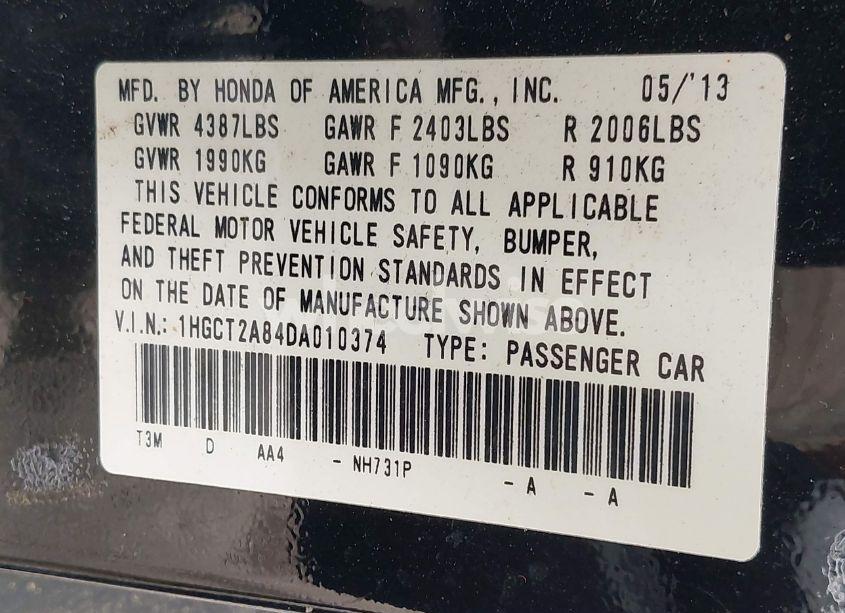 MFD. BY HONDA OF AMERICA MFG., INC. 05/'13
GVWR 4387LBS GAWR F 2403LBS R 2006LBS
GVWR 1990KG GAWR F 1090KG R 910KG
THIS VEHICLE CONFORMS TO ALL APPLICABLE
FEDERAL MOTOR VEHICLE SAFETY, BUMPER,
AND THEFT PREVENTION STANDARDS IN EFFECT
ON THE DATE OF MANUFACTURE SHOWN ABOVE.
V.I.N.: 1HGCT2A84DA010374 TYPE: PASSENGER CAR
T3M D AA4 - NH731P - A - A